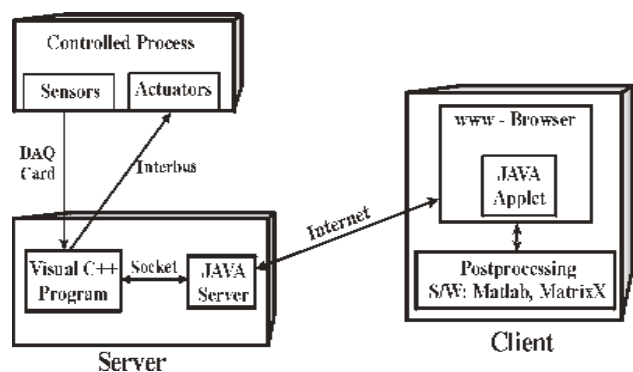 Controlled Process
Sensors
Actuators
DAQ
Card
Interbus
www - Browser
JAVA
Applet
Internet
Visual C++
Program
Socket
JAVA
Server
Postprocessing
S/W: Matlab, MatrixX
Server
Client